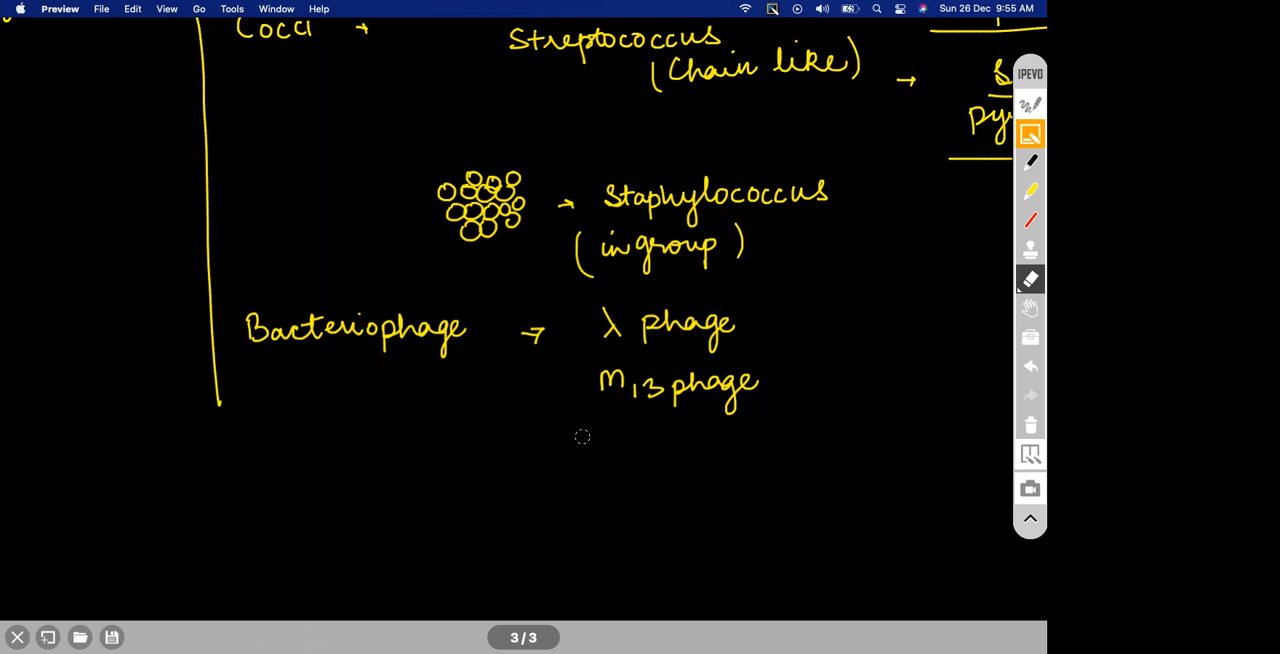 Preview File Edit View Go Tools Window Help Sun 26 Dec 9:55 AM
Cocci →
Streptococcus
(Chain like) →
IPEVO
→ Staphylococcus
(in group)
Bacteriophage → λ phage
M13 phage
3/3